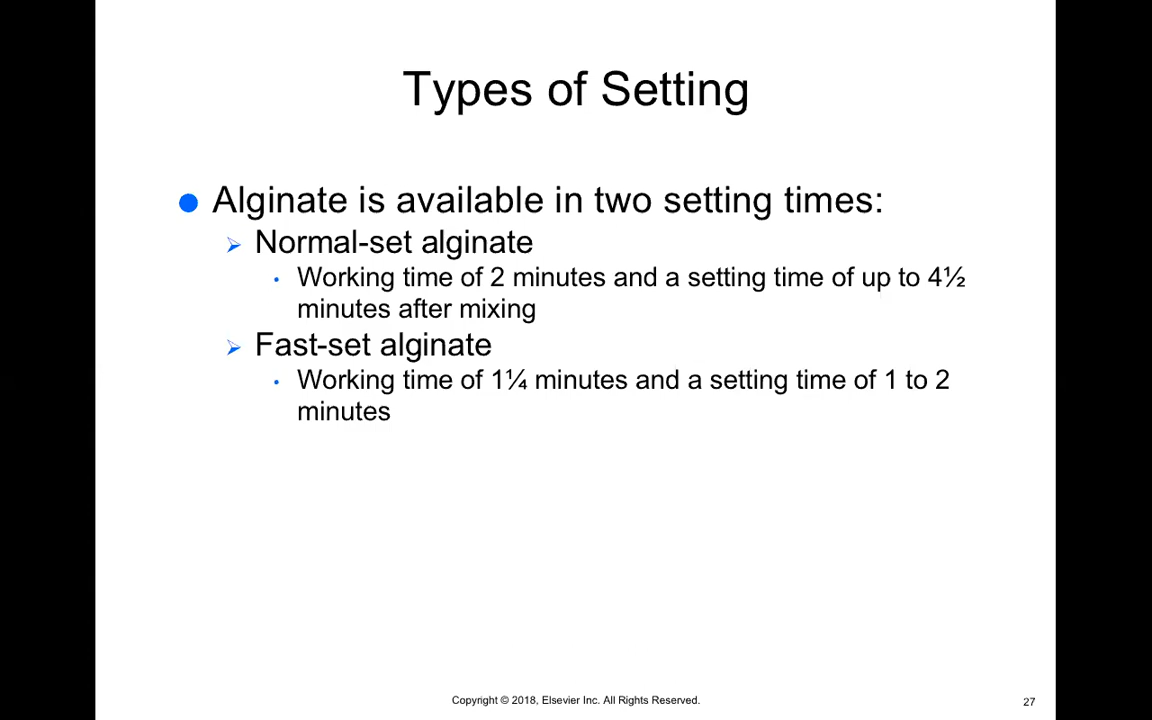 Types of Setting
Alginate is available in two setting times:
Normal-set alginate
Working time of 2 minutes and a setting time of up to 4½
minutes after mixing
Fast-set alginate
Working time of 1¼ minutes and a setting time of 1 to 2
minutes
Copyright © 2018, Elsevier Inc. All Rights Reserved.
27